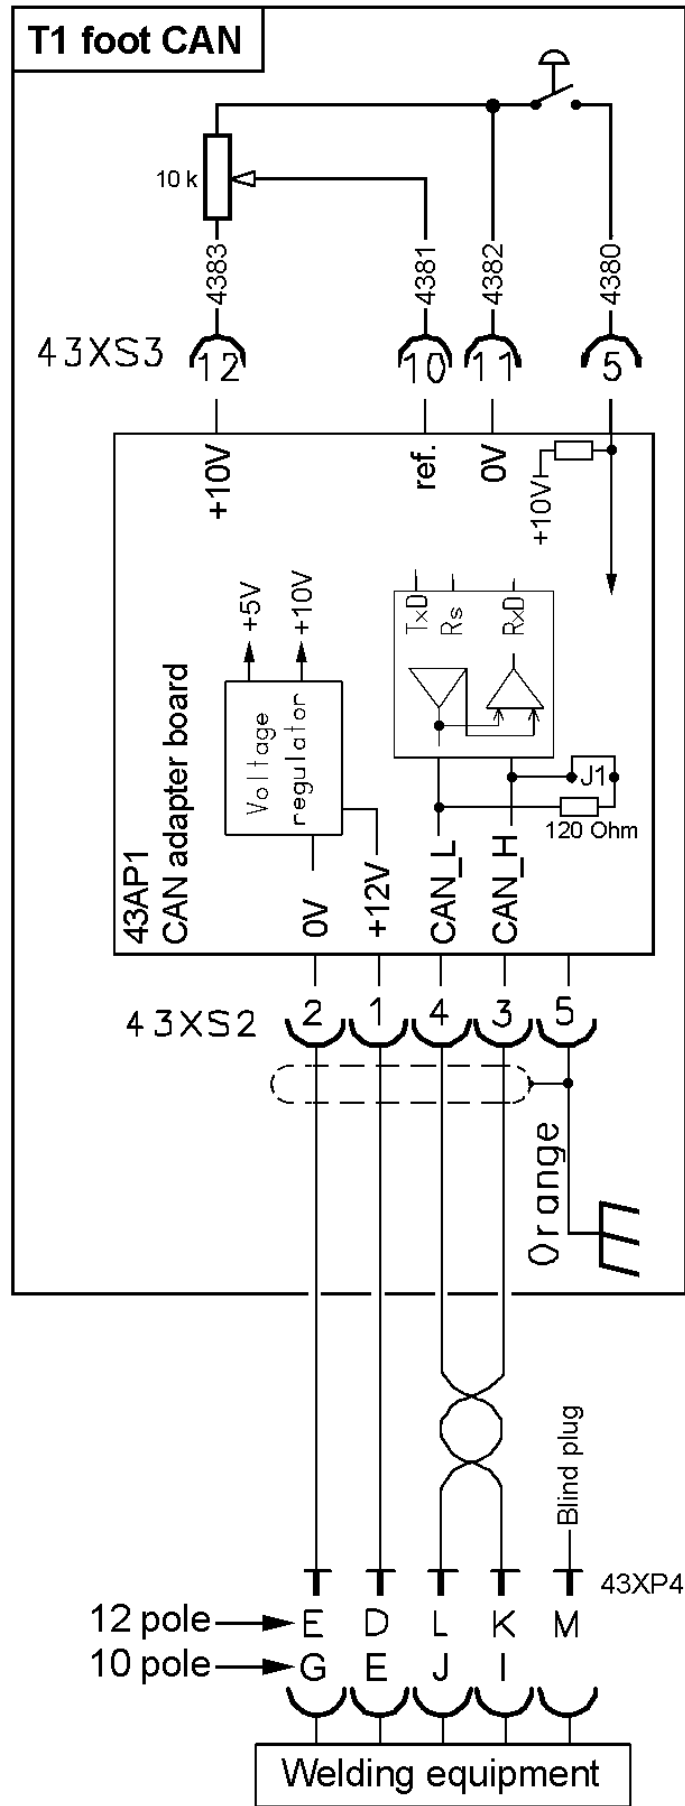 T1 foot CAN
10 k
4383
4381
4382
4380
43XS3
12
10
11
5
+10V
ref.
0V
+10V
+5V
+10V
TxD
Rs
RxD
Voltage
regulator
J1
120 Ohm
43AP1
CAN adapter board
0V
+12V
CAN_L
CAN_H
43XS2
2
1
4
3
5
Orange
Blind plug
43XP4
12 pole E D L K M
10 pole G E J I
Welding equipment